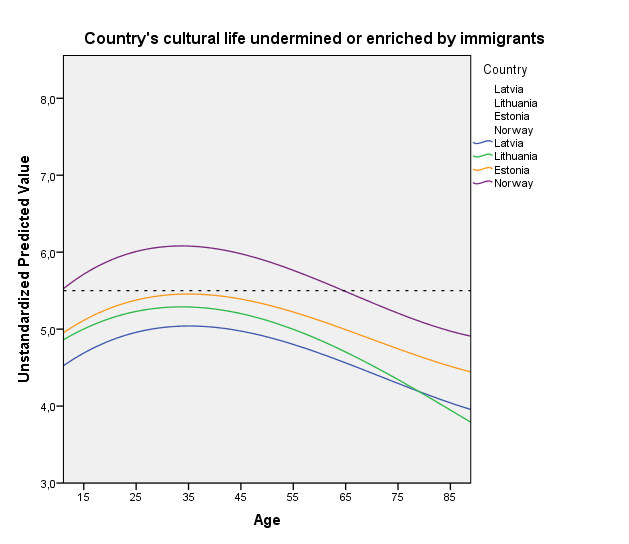 Country's cultural life undermined or enriched by immigrants
Country
Latvia
Lithuania
Estonia
Norway
Latvia
Lithuania
Estonia
Norway
Unstandardized Predicted Value
8,0
7,0
6,0
5,0
4,0
3,0
15 25 35 45 55 65 75 85
Age